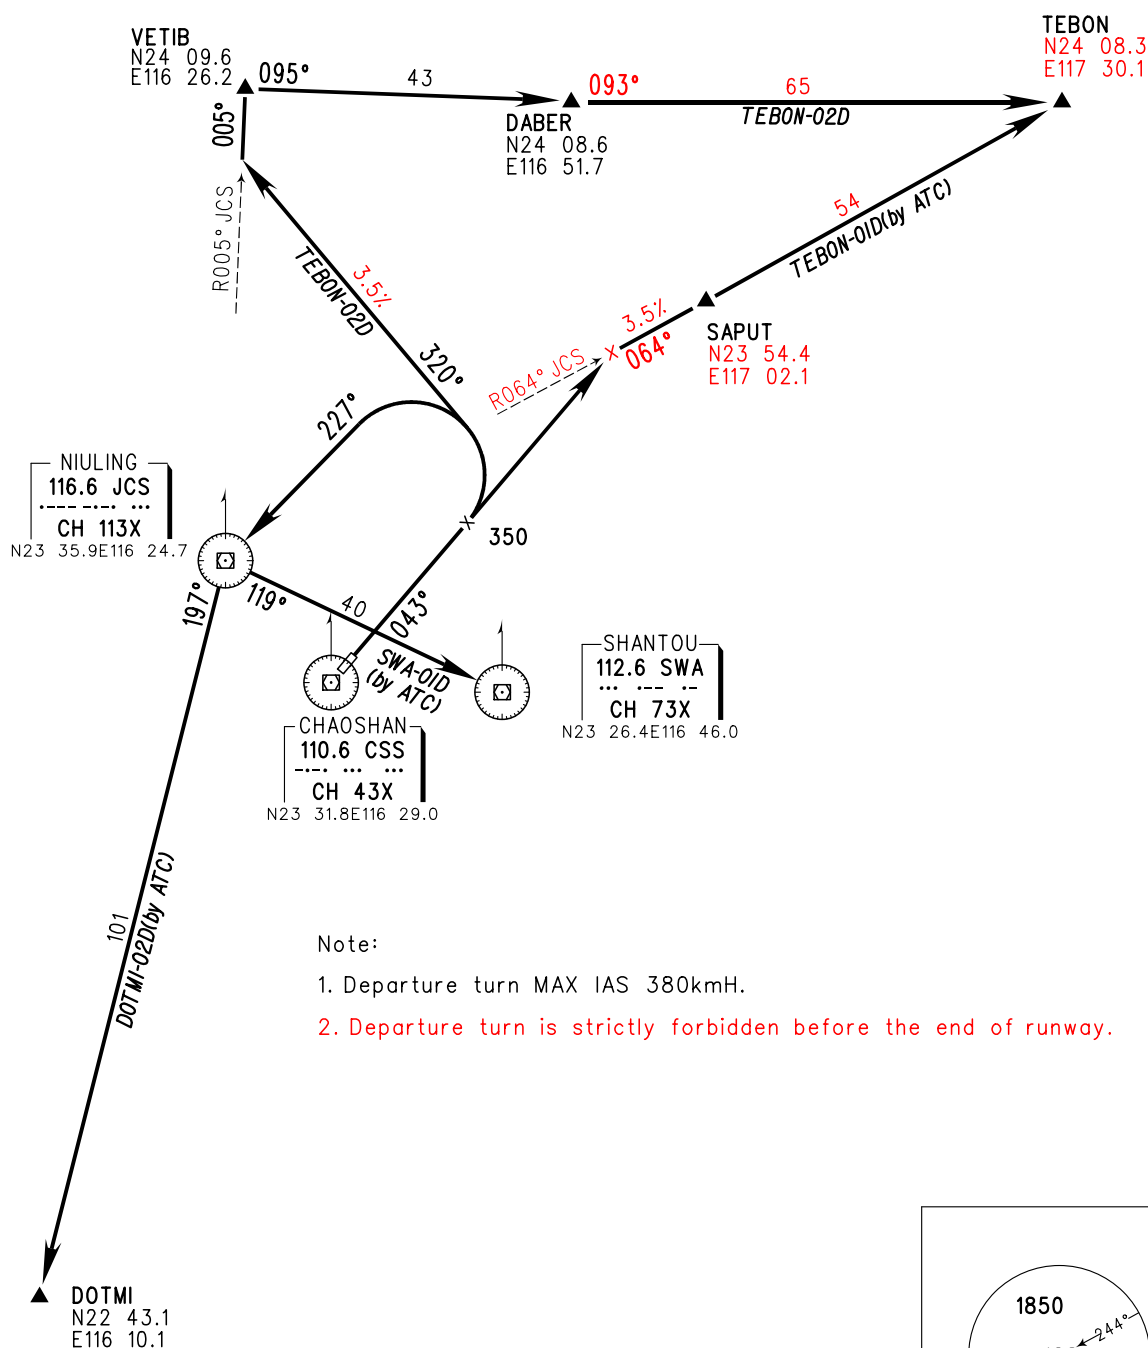 VETIB
N24 09.6
E116 26.2
095°
43
093°
65
TEBON-02D
TEBON
N24 08.3
E117 30.1
DABER
N24 08.6
E116 51.7
005°
R005° JCS
TEBON-02D
3.5%
320°
54
TEBON-01D(by ATC)
3.5%
064°
R064° JCS
SAPUT
N23 54.4
E117 02.1
227°
NIULING
116.6 JCS
·--- -·-· ···
CH 113X
N23 35.9E116 24.7
350
197°
119°
40
043°
SWA-01D
(by ATC)
SHANTOU
112.6 SWA
··· ·-- ·-
CH 73X
N23 26.4E116 46.0
CHAOSHAN
110.6 CSS
-·-· ··· ···
CH 43X
N23 31.8E116 29.0
101
DOTMI-02D(by ATC)
Note:
1. Departure turn MAX IAS 380kmH.
2. Departure turn is strictly forbidden before the end of runway.
DOTMI
N22 43.1
E116 10.1
1850
244°